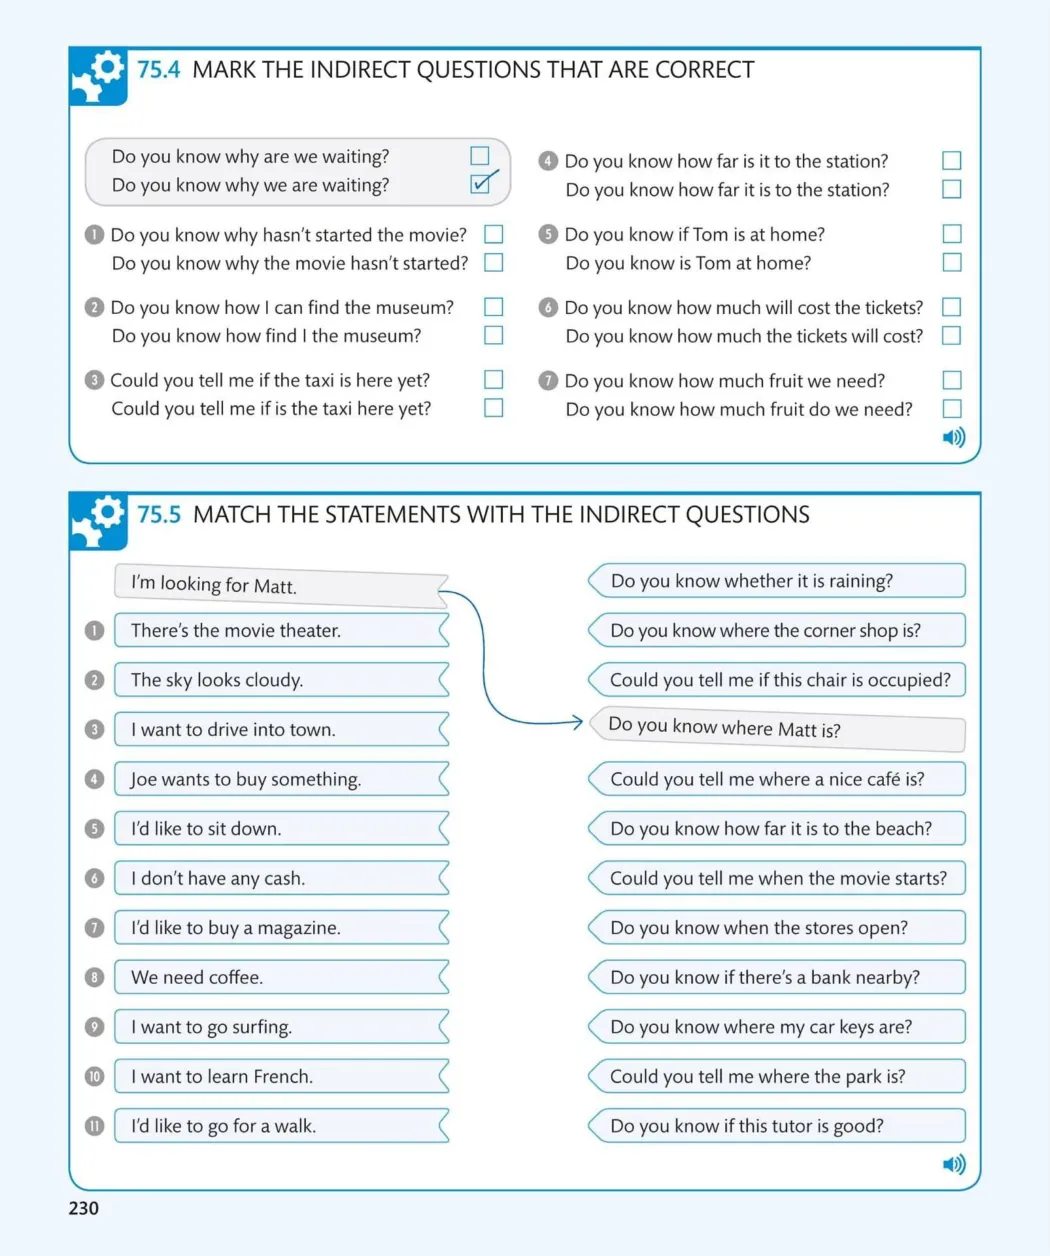 75.4 MARK THE INDIRECT QUESTIONS THAT ARE CORRECT
Do you know why are we waiting?
Do you know why we are waiting?
1 Do you know why hasn't started the movie?
Do you know why the movie hasn't started?
2 Do you know how I can find the museum?
Do you know how find I the museum?
3 Could you tell me if the taxi is here yet?
Could you tell me if is the taxi here yet?
4 Do you know how far is it to the station?
Do you know how far it is to the station?
5 Do you know if Tom is at home?
Do you know is Tom at home?
6 Do you know how much will cost the tickets?
Do you know how much the tickets will cost?
7 Do you know how much fruit we need?
Do you know how much fruit do we need?
75.5 MATCH THE STATEMENTS WITH THE INDIRECT QUESTIONS
I'm looking for Matt.
1 There's the movie theater.
2 The sky looks cloudy.
3 I want to drive into town.
4 Joe wants to buy something.
5 I'd like to sit down.
6 I don't have any cash.
7 I'd like to buy a magazine.
8 We need coffee.
9 I want to go surfing.
10 I want to learn French.
11 I'd like to go for a walk.
Do you know whether it is raining?
Do you know where the corner shop is?
Could you tell me if this chair is occupied?
Do you know where Matt is?
Could you tell me where a nice café is?
Do you know how far it is to the beach?
Could you tell me when the movie starts?
Do you know when the stores open?
Do you know if there's a bank nearby?
Do you know where my car keys are?
Could you tell me where the park is?
Do you know if this tutor is good?
230